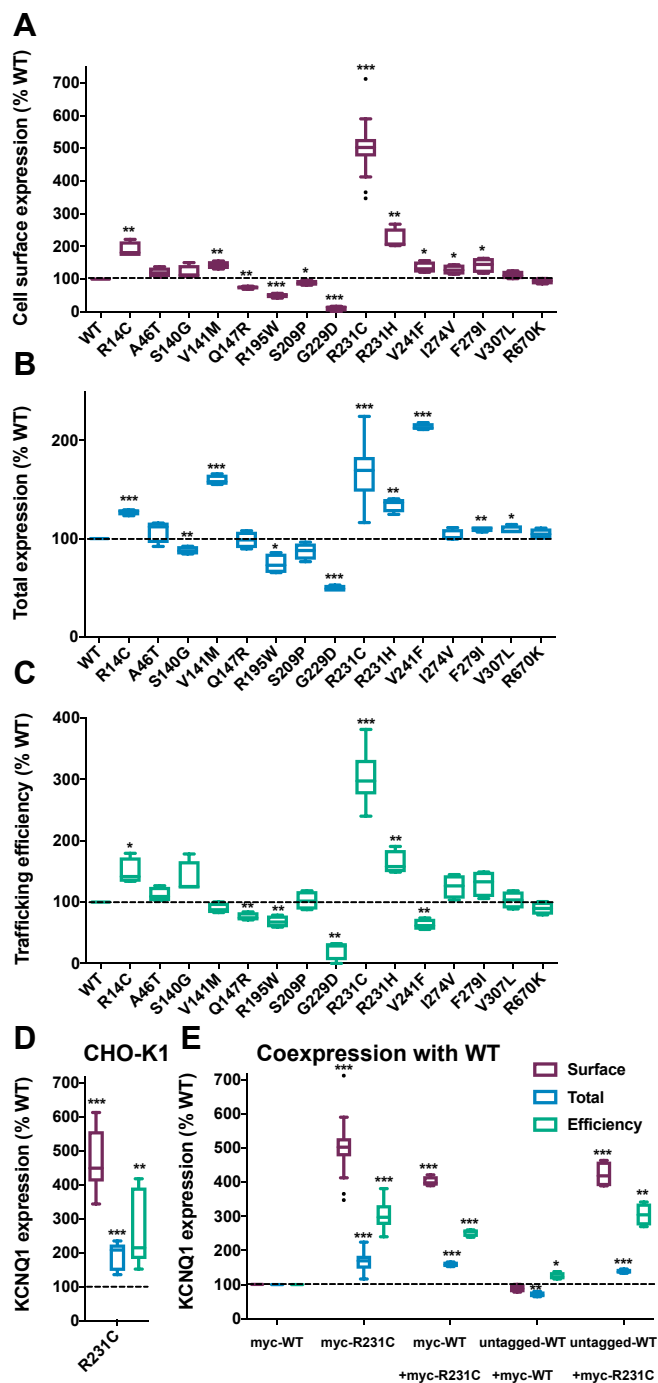 A
Cell surface expression (% WT)
700
600
500
400
300
200
100
0
***
**
**
**
***
*
***
**
*
*
*
WT
R14C
A46T
S140G
V141M
Q147R
R195W
S209P
G229D
R231C
R231H
V241F
I274V
F279I
V307L
R670K
B
Total expression (% WT)
200
100
0
***
**
***
*
***
***
**
***
**
*
WT
R14C
A46T
S140G
V141M
Q147R
R195W
S209P
G229D
R231C
R231H
V241F
I274V
F279I
V307L
R670K
C
Trafficking efficiency (% WT)
400
300
200
100
0
*
**
**
**
***
**
**
WT
R14C
A46T
S140G
V141M
Q147R
R195W
S209P
G229D
R231C
R231H
V241F
I274V
F279I
V307L
R670K
D
CHO-K1
KCNQ1 expression (% WT)
700
600
500
400
300
200
100
0
***
***
**
R231C
E
Coexpression with WT
Surface
Total
Efficiency
KCNQ1 expression (% WT)
700
600
500
400
300
200
100
0
***
***
***
***
***
***
**
*
***
***
**
myc-WT
myc-R231C
myc-WT
+myc-R231C
untagged-WT
+myc-WT
untagged-WT
+myc-R231C